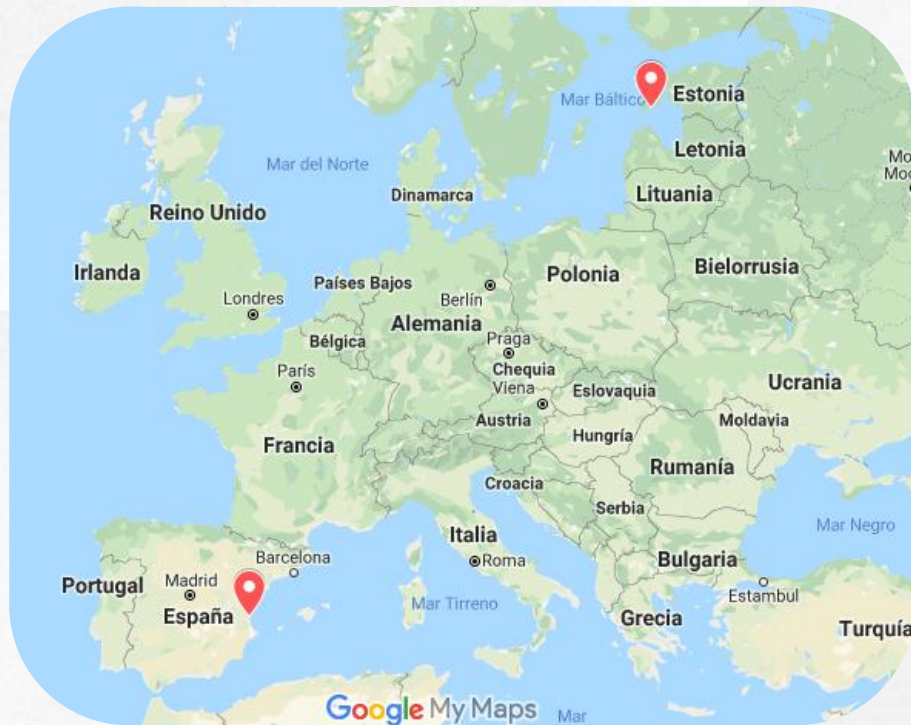 Mar Báltico
Estonia
Letonia
Mar del Norte
Dinamarca
Lituania
Reino Unido
Irlanda
Países Bajos
Polonia
Bielorrusia
Londres
Berlín
Alemania
Bélgica
Praga
Chequia
París
Viena
Eslovaquia
Ucrania
Austria
Moldavia
Francia
Hungría
Rumanía
Croacia
Serbia
Italia
Mar Negro
Barcelona
Roma
Bulgaria
Portugal
Madrid
España
Mar Tirreno
Estambul
Grecia
Turquía
Google My Maps
Mar